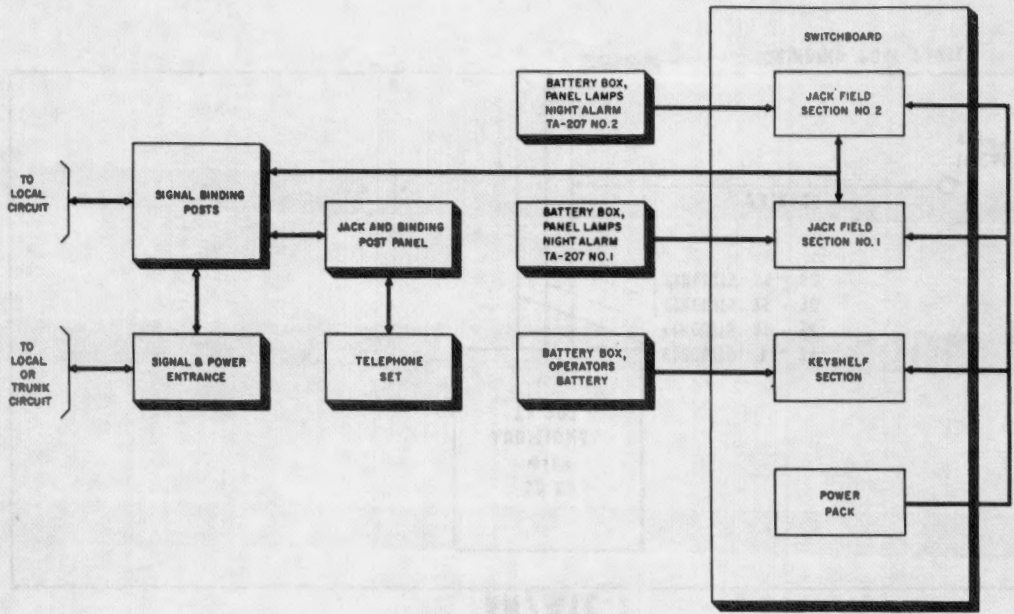 SWITCHBOARD
BATTERY BOX,
PANEL LAMPS
NIGHT ALARM
TA-207 NO.2
JACK FIELD
SECTION NO 2
TO
LOCAL
CIRCUIT
SIGNAL BINDING
POSTS
JACK AND BINDING
POST PANEL
BATTERY BOX,
PANEL LAMPS
NIGHT ALARM
TA-207 NO.1
JACK FIELD
SECTION NO.1
TO
LOCAL
OR
TRUNK
CIRCUIT
SIGNAL & POWER
ENTRANCE
TELEPHONE
SET
BATTERY BOX,
OPERATORS
BATTERY
KEYSHELF
SECTION
POWER
PACK